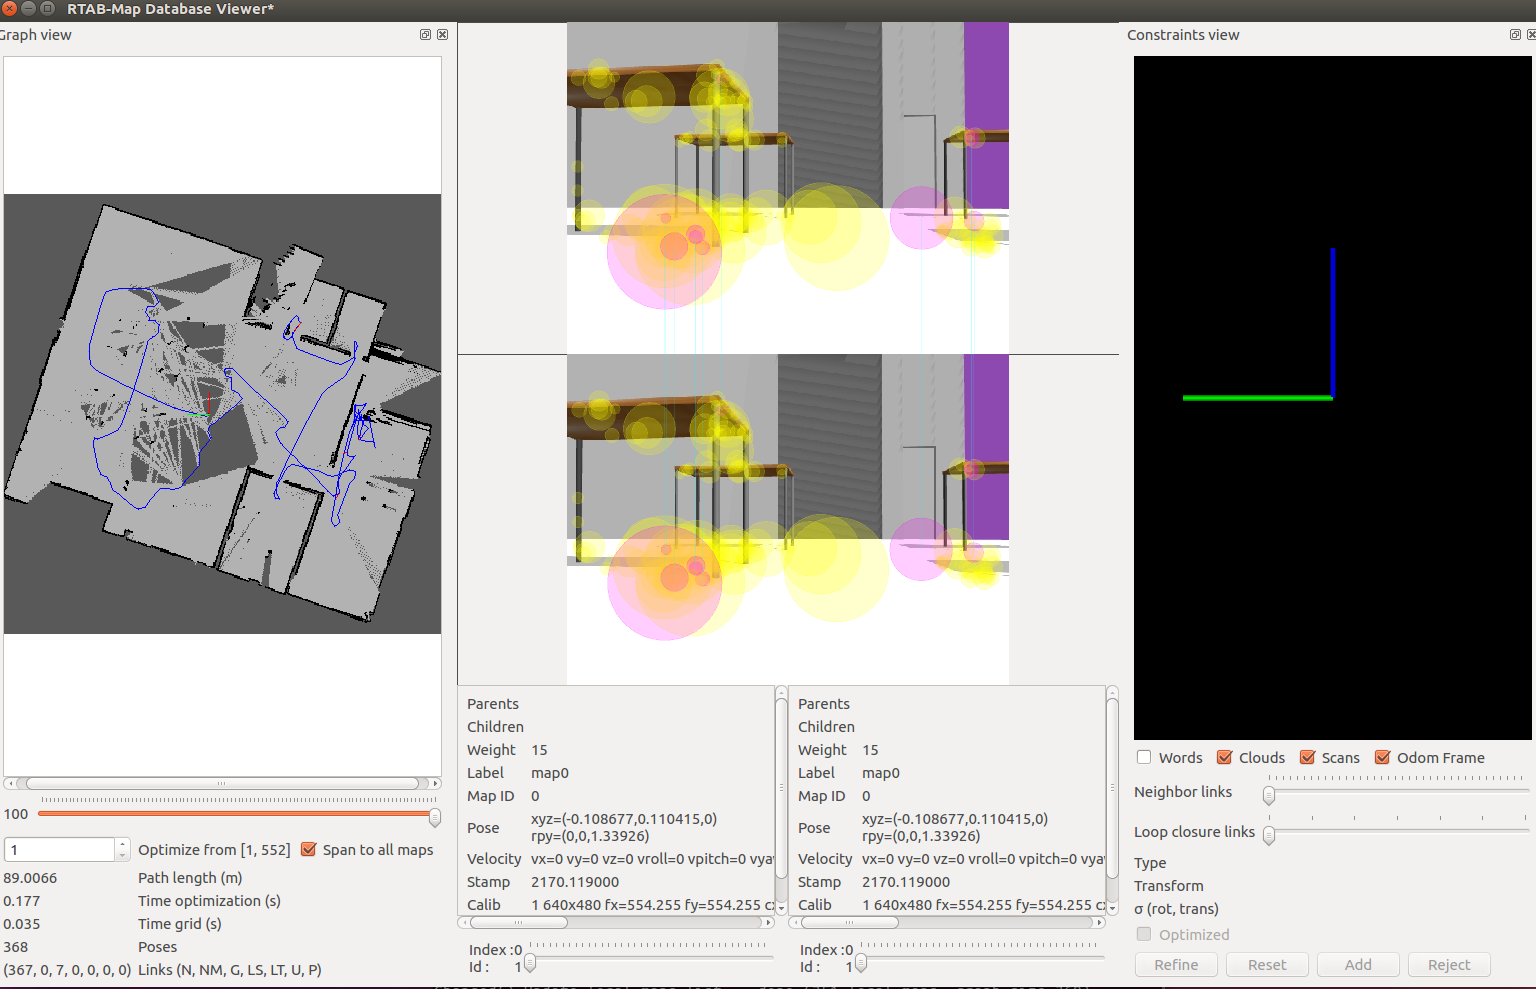 RTAB-Map Database Viewer*
Graph view
Constraints view
100
1
Optimize from [1, 552]
Span to all maps
89.0066 Path length (m)
0.177 Time optimization (s)
0.035 Time grid (s)
368 Poses
(367, 0, 7, 0, 0, 0, 0) Links (N, NM, G, LS, LT, U, P)
Parents
Children
Weight 15
Label map0
Map ID 0
Pose xyz=(-0.108677,0.110415,0)
rpy=(0,0,1.33926)
Velocity vx=0 vy=0 vz=0 vroll=0 vpitch=0 vya
Stamp 2170.119000
Calib 1 640x480 fx=554.255 fy=554.255 c
Index :0
Id : 1
Parents
Children
Weight 15
Label map0
Map ID 0
Pose xyz=(-0.108677,0.110415,0)
rpy=(0,0,1.33926)
Velocity vx=0 vy=0 vz=0 vroll=0 vpitch=0 vya
Stamp 2170.119000
Calib 1 640x480 fx=554.255 fy=554.255 c
Index :0
Id : 1
Words Clouds Scans Odom Frame
Neighbor links
Loop closure links
Type
Transform
σ (rot, trans)
Optimized
Refine Reset Add Reject